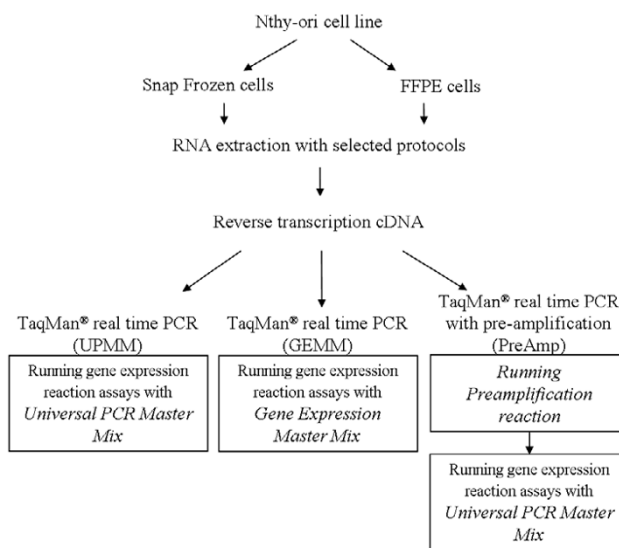 Nthy-ori cell line
Snap Frozen cells
FFPE cells
RNA extraction with selected protocols
Reverse transcription cDNA
TaqMan® real time PCR
(UPMM)
Running gene expression
reaction assays with
Universal PCR Master
Mix
TaqMan® real time PCR
(GEMM)
Running gene expression
reaction assays with
Gene Expression
Master Mix
TaqMan® real time PCR
with pre-amplification
(PreAmp)
Running
Preamplification
reaction
Running gene expression
reaction assays with
Universal PCR Master
Mix